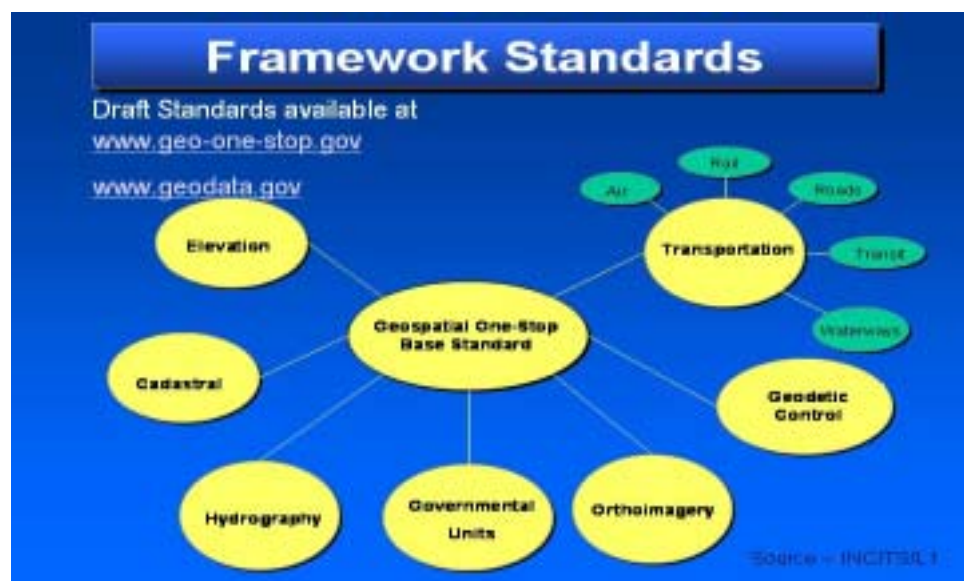 Framework Standards
Draft Standards available at
www.geo-one-stop.gov
www.geodata.gov
Rail
Air
Roads
Elevation
Transportation
Transit
Geospatial One-Stop
Base Standard
Waterways
Cadastral
Geodetic
Control
Hydrography
Governmental
Units
Orthoimagery
Source – INCITS/L1